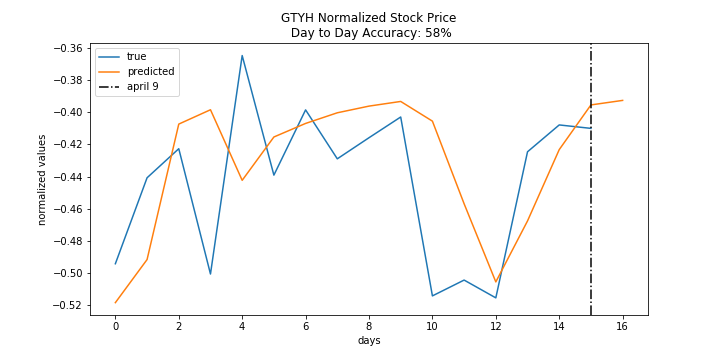 GTYH Normalized Stock Price
Day to Day Accuracy: 58%
true
predicted
april 9
normalized values
−0.36
−0.38
−0.40
−0.42
−0.44
−0.46
−0.48
−0.50
−0.52
0 2 4 6 8 10 12 14 16
days